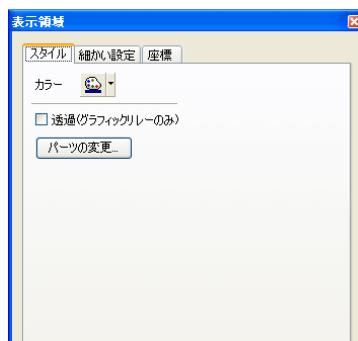 表示領域
スタイル 細かい設定 座標
カラー
透過(グラフィックリレーのみ)
パーツの変更...